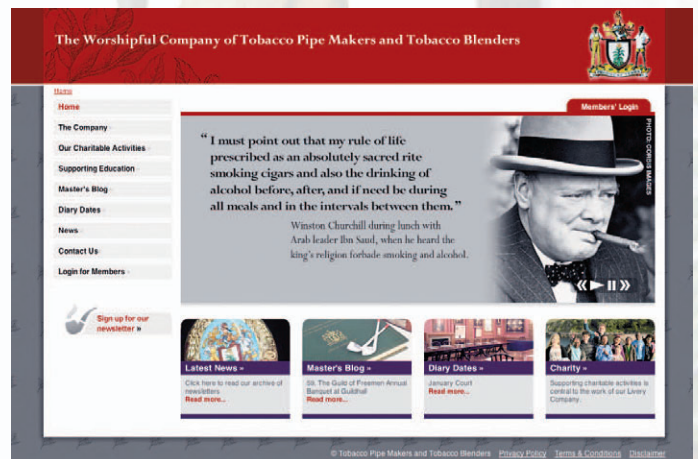 The Worshipful Company of Tobacco Pipe Makers and Tobacco Blenders
Home
Home
The Company
Our Charitable Activities
Supporting Education
Master's Blog
Diary Dates
News
Contact Us
Login for Members
Sign up for our
newsletter »
Members' Login
“ I must point out that my rule of life
prescribed as an absolutely sacred rite
smoking cigars and also the drinking of
alcohol before, after, and if need be during
all meals and in the intervals between them. ”
Winston Churchill during lunch with
Arab leader Ibn Saud, when he heard the
king's religion forbade smoking and alcohol.
PHOTO: CORBIS IMAGES
Latest News »
Click here to read our archive of
newsletters
Read more...
Master's Blog »
59. The Guild of Freemen Annual
Banquet at Guildhall
Read more...
Diary Dates »
January Court
Read more...
Charity »
Supporting charitable activities is
central to the work of our Livery
Company.
© Tobacco Pipe Makers and Tobacco Blenders Privacy Policy Terms & Conditions Disclaimer